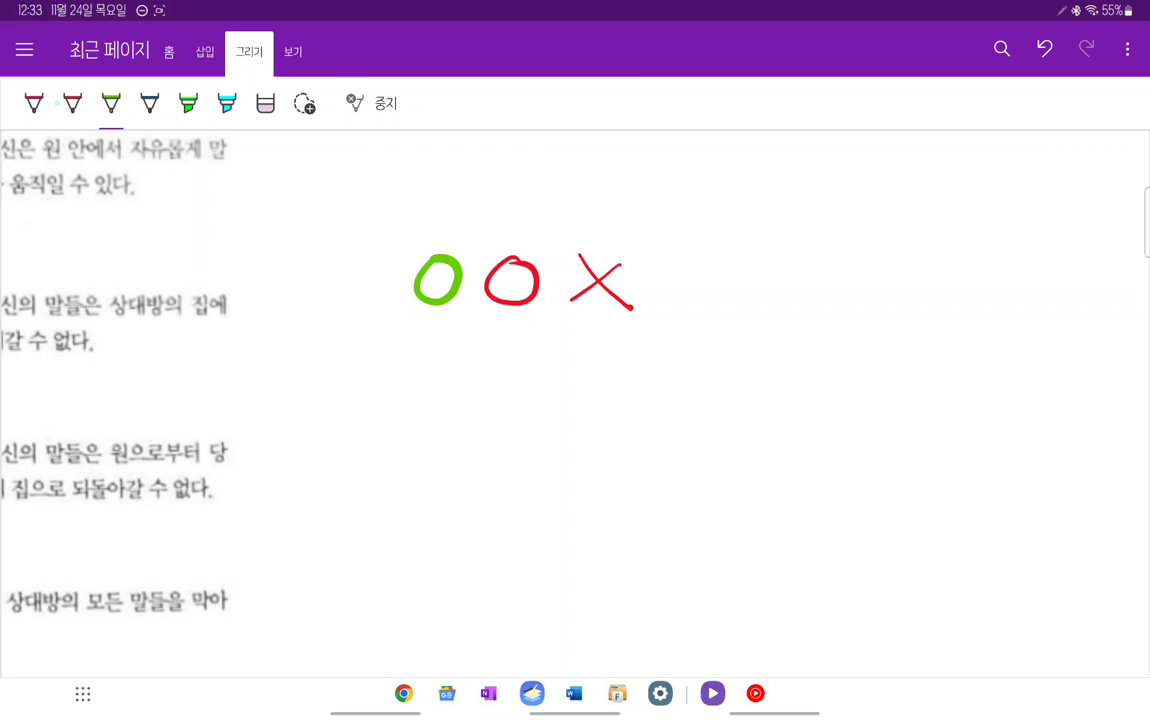 12:33 11월 24일 목요일 55%
최근 페이지 홈 삽입 그리기 보기
중지
신은 원 안에서 자유롭게 말
움직일 수 있다.
O O X
신의 말들은 상대방의 집에
갈 수 없다.
신의 말들은 원으로부터 당
집으로 되돌아갈 수 없다.
상대방의 모든 말들을 막아